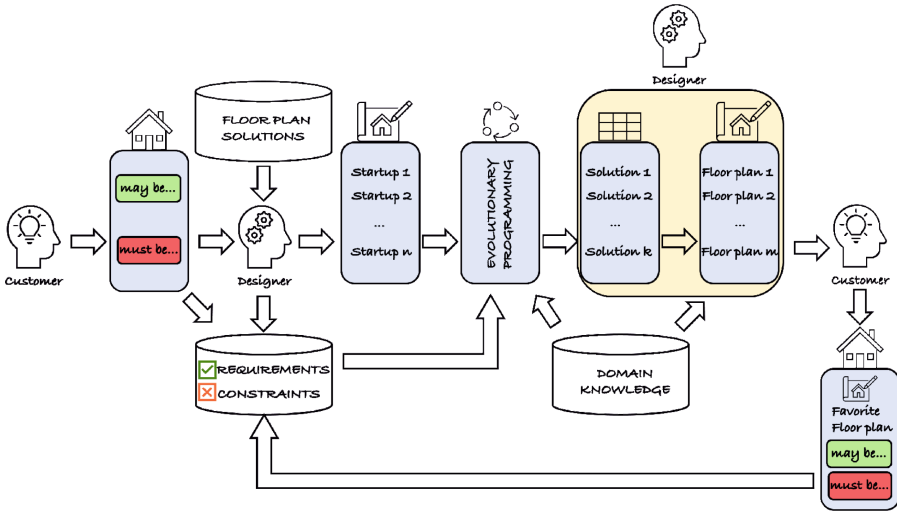 Designer
FLOOR PLAN
SOLUTIONS
may be...
must be...
Customer
Designer
Startup 1
Startup 2
...
Startup n
EVOLUTIONARY
PROGRAMMING
Solution 1
Solution 2
...
Solution k
Floor plan 1
Floor plan 2
...
Floor plan m
Customer
REQUIREMENTS
CONSTRAINTS
DOMAIN
KNOWLEDGE
Favorite
Floor plan
may be...
must be...